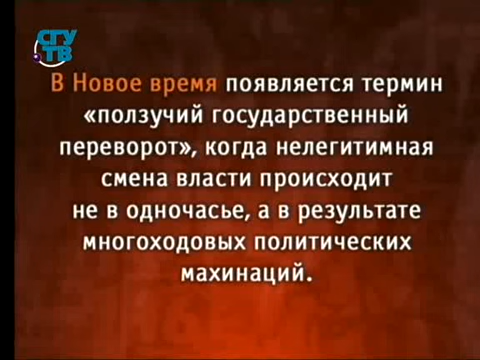 СГУ
ТВ
В Новое время появляется термин
«ползучий государственный
переворот», когда нелегитимная
смена власти происходит
не в одночасье, а в результате
многоходовых политических
махинаций.